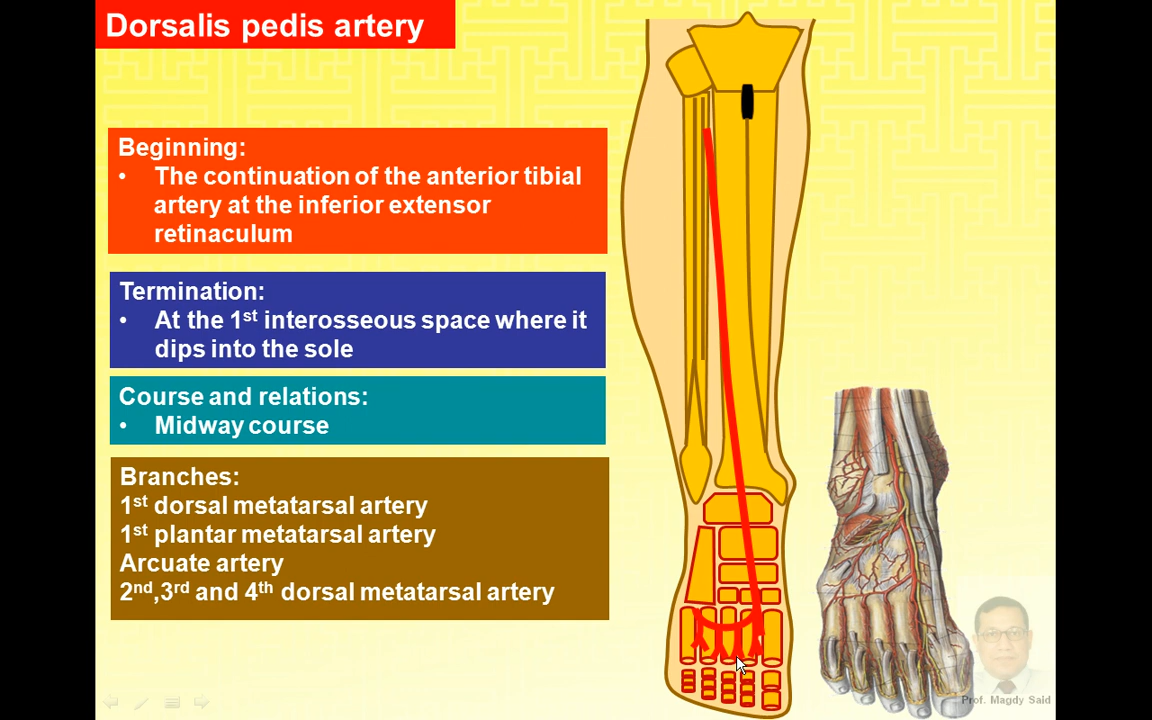 Dorsalis pedis artery
Beginning:
• The continuation of the anterior tibial
artery at the inferior extensor
retinaculum
Termination:
• At the 1st interosseous space where it
dips into the sole
Course and relations:
• Midway course
Branches:
1st dorsal metatarsal artery
1st plantar metatarsal artery
Arcuate artery
2nd,3rd and 4th dorsal metatarsal artery
Prof. Magdy Said